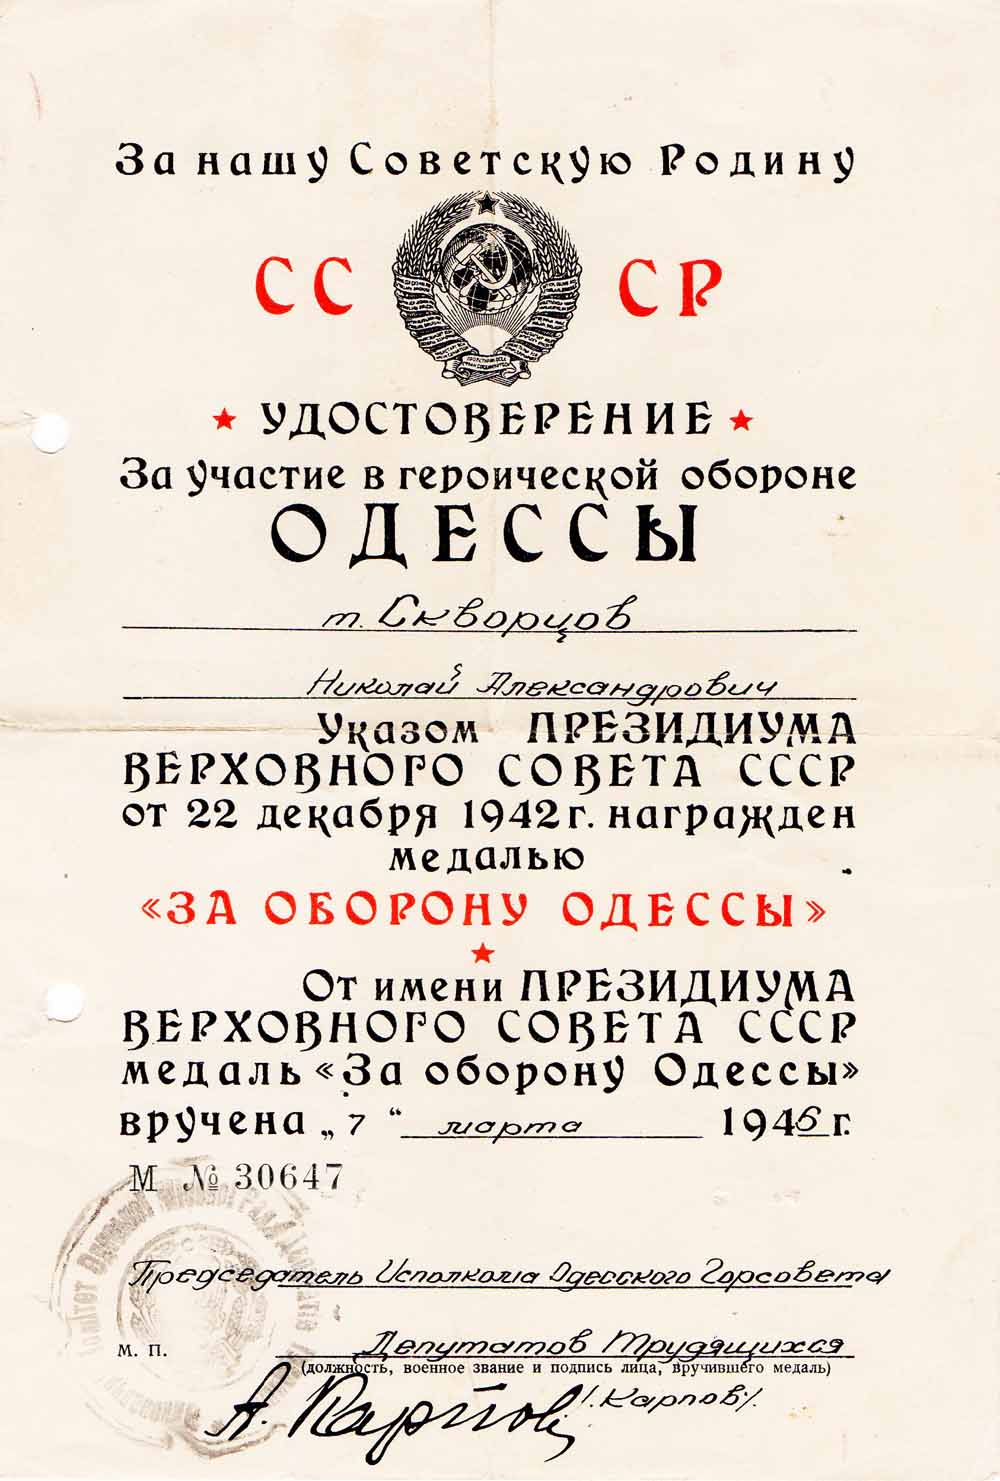 За нашу Советскую Родину
СС СР
УДОСТОВЕРЕНИЕ
За участие в героической обороне
ОДЕССЫ
т. Скворцов
Николай Александрович
Указом ПРЕЗИДИУМА
ВЕРХОВНОГО СОВЕТА СССР
от 22 декабря 1942 г. награжден
медалью
«ЗА ОБОРОНУ ОДЕССЫ»
От имени ПРЕЗИДИУМА
ВЕРХОВНОГО СОВЕТА СССР
медаль «За оборону Одессы»
вручена „7“ марта 1946 г.
М № 30647
Председатель Исполкома Одесского Горсовета
м. п. Депутатов Трудящихся
(должность, военное звание и подпись лица, вручившего медаль)
А. Карпов /Карпов/